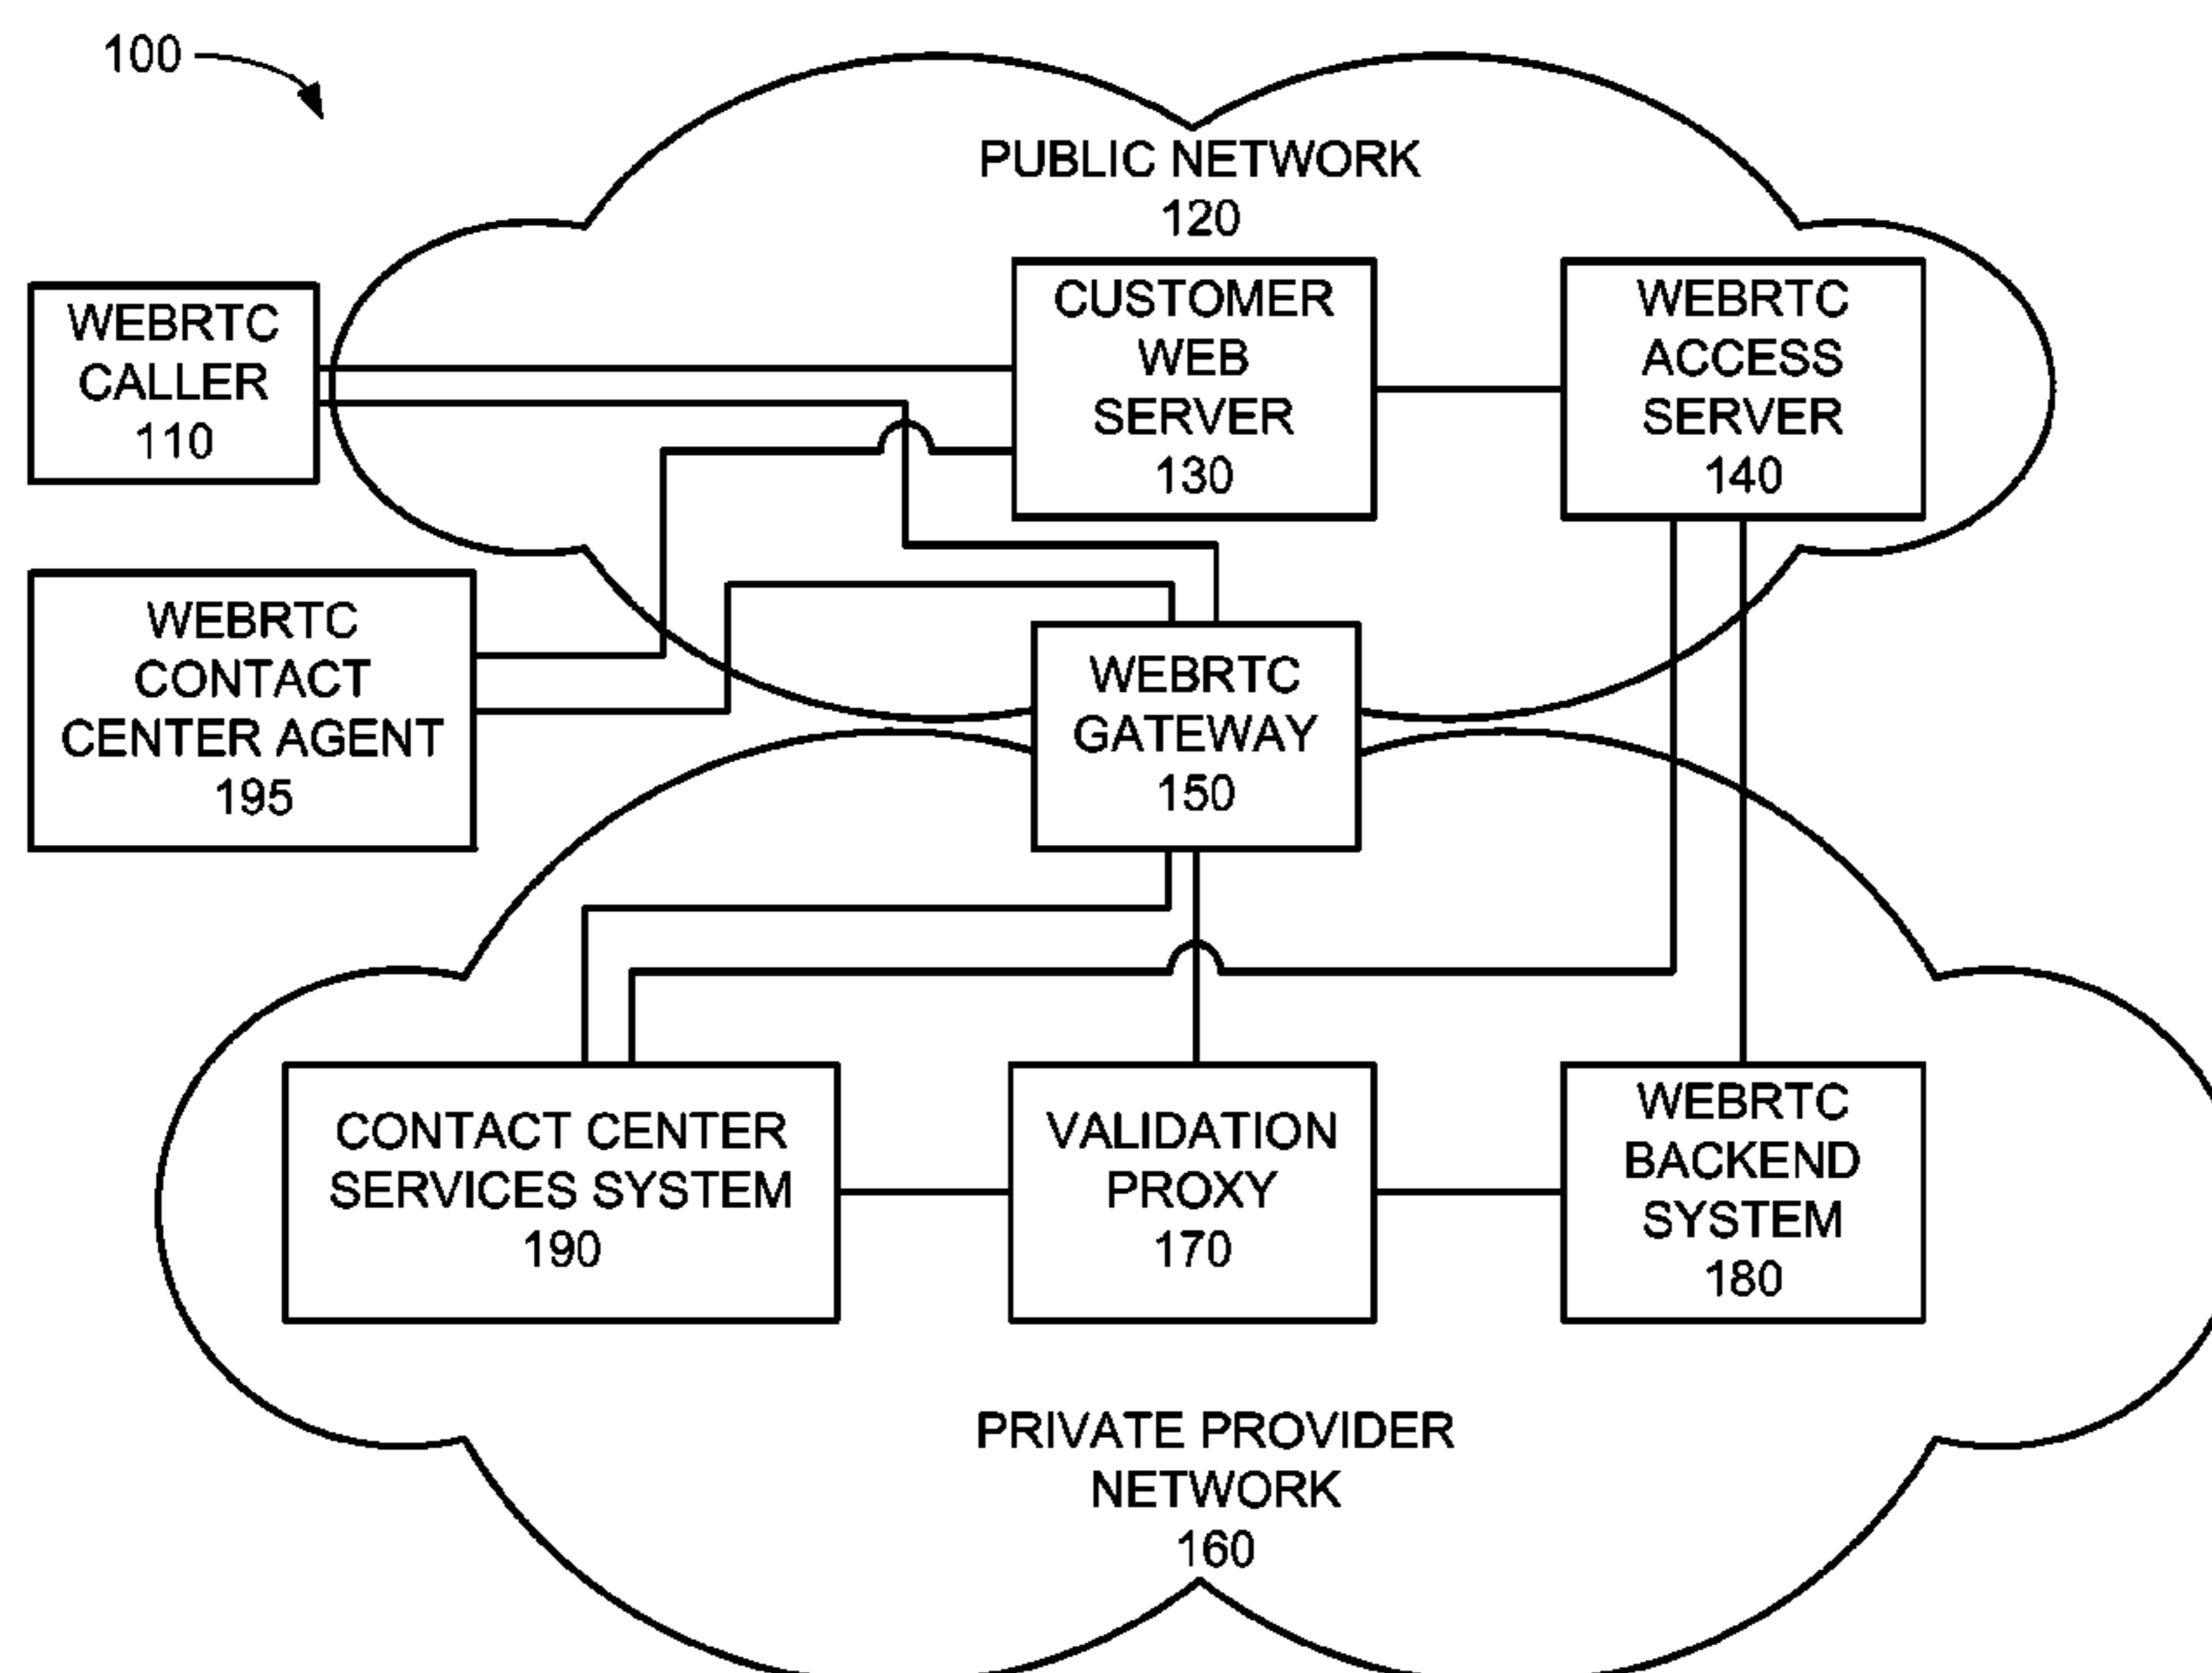 100
PUBLIC NETWORK
120
WEBRTC
CALLER
110
CUSTOMER
WEB
SERVER
130
WEBRTC
ACCESS
SERVER
140
WEBRTC
CONTACT
CENTER AGENT
195
WEBRTC
GATEWAY
150
CONTACT CENTER
SERVICES SYSTEM
190
VALIDATION
PROXY
170
WEBRTC
BACKEND
SYSTEM
180
PRIVATE PROVIDER
NETWORK
160